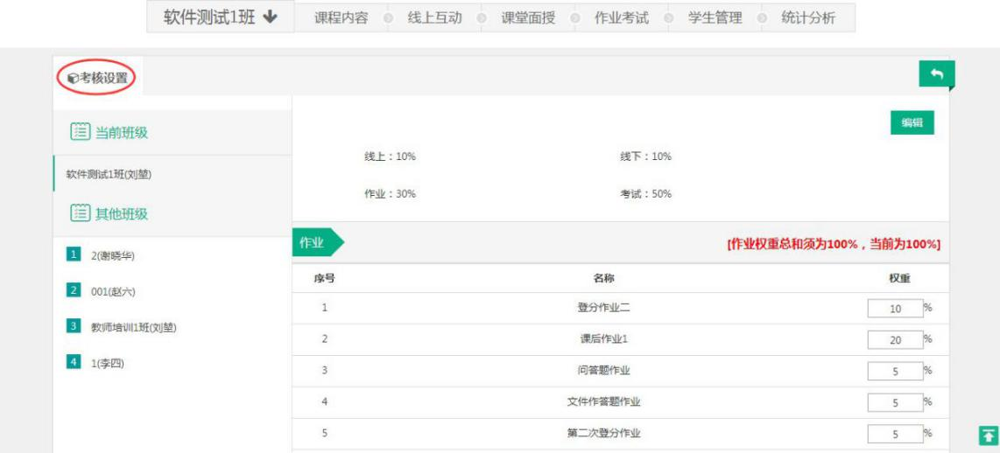 软件测试1班 课程内容 线上互动 课堂面授 作业考试 学生管理 统计分析
考核设置
编辑
当前班级
线上：10% 线下：10%
软件测试1班(刘堃)
作业：30% 考试：50%
其他班级
作业 [作业权重总和须为100%，当前为100%]
1 2(谢晓华)
序号 名称 权重
2 001(赵六)
1 登分作业二 10 %
3 教师培训1班(刘堃)
2 课后作业1 20 %
4 1(李四)
3 问答题作业 5 %
4 文件作答题作业 5 %
5 第二次登分作业 5 %